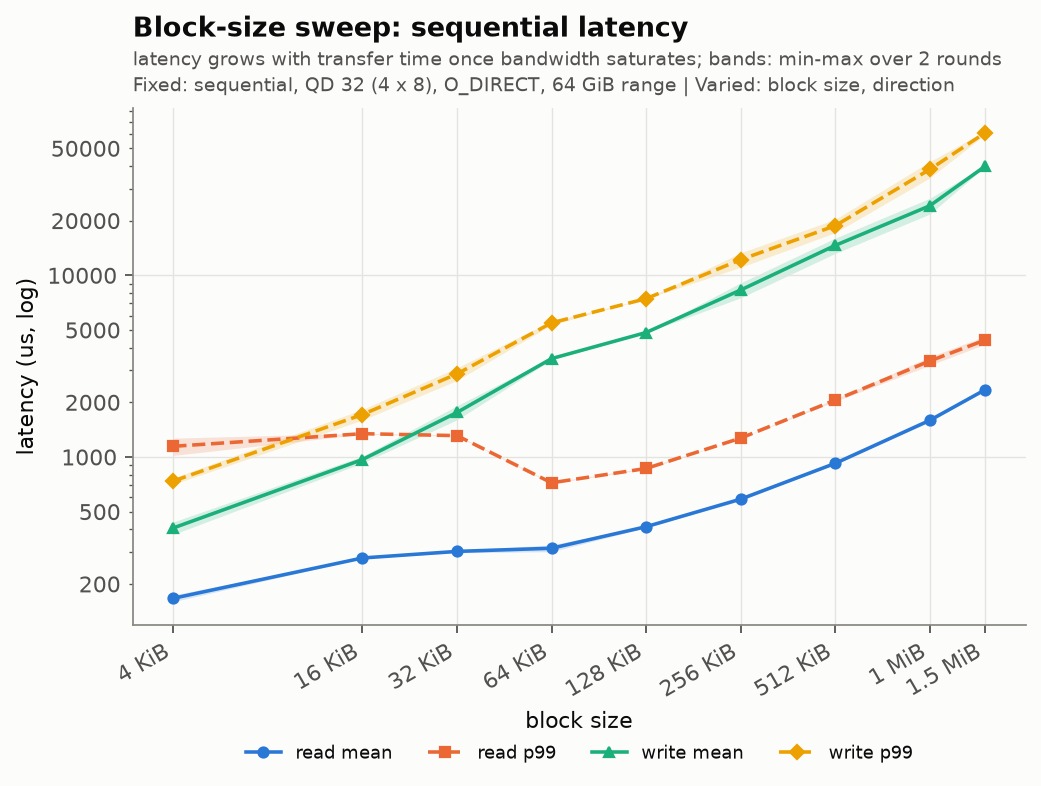 Block-size sweep: sequential latency
latency grows with transfer time once bandwidth saturates; bands: min-max over 2 rounds
Fixed: sequential, QD 32 (4 x 8), O_DIRECT, 64 GiB range | Varied: block size, direction
latency (us, log)
50000
20000
10000
5000
2000
1000
500
200
4 KiB
16 KiB
32 KiB
64 KiB
128 KiB
256 KiB
512 KiB
1 MiB
1.5 MiB
block size
read mean
read p99
write mean
write p99